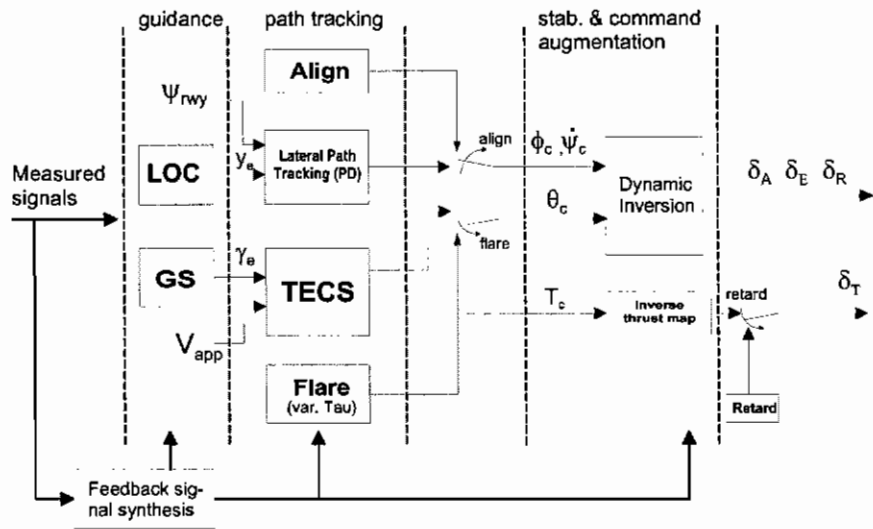 guidance
path tracking
stab. & command
augmentation
Align
Ψrwy
align
ϕc ,ψ̇c
ye
Lateral Path
Tracking (PD)
LOC
Measured
signals
Dynamic
Inversion
δA δE δR
θc
flare
γe
GS
TECS
δT
Tc
Inverse
thrust map
retard
Vapp
Flare
(var. Tau)
Retard
Feedback sig-
nal synthesis